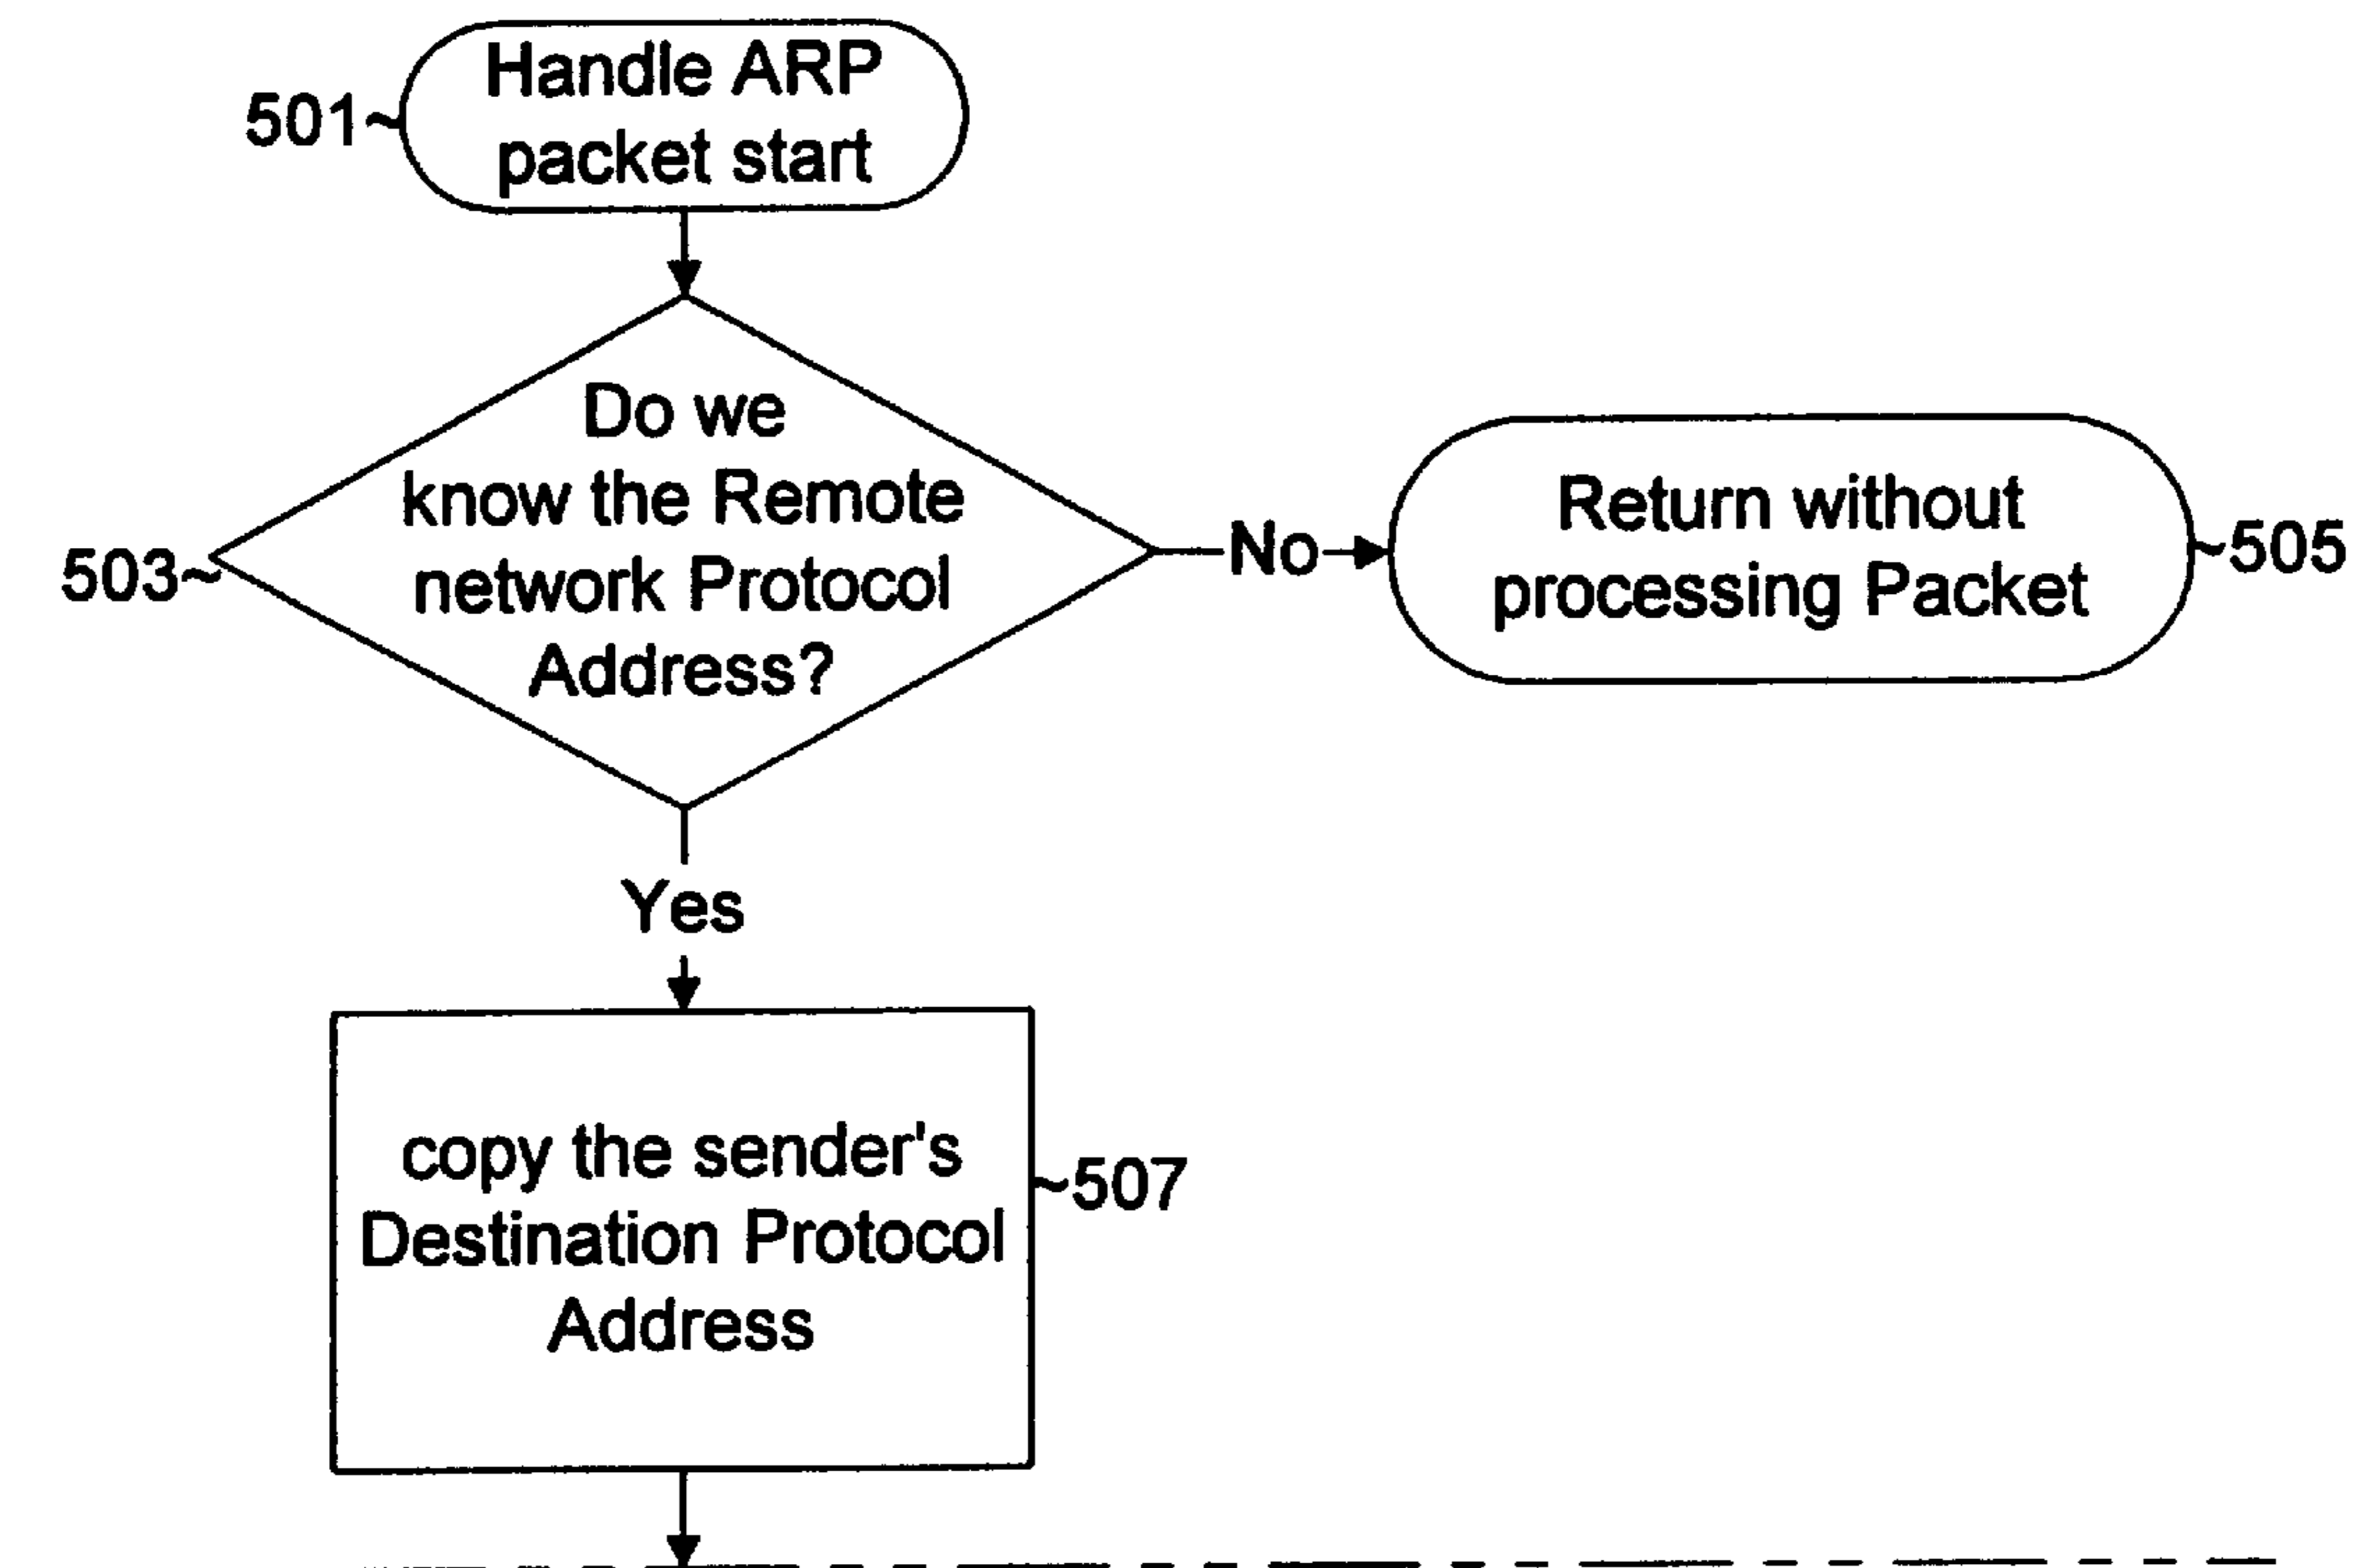 Handle ARP
packet start
501
Do we
know the Remote
network Protocol
Address?
503
No
Return without
processing Packet
505
Yes
copy the sender's
Destination Protocol
Address
507